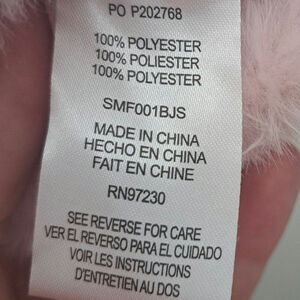 PO P202768
100% POLYESTER
100% POLIESTER
100% POLYESTER
SMF001BJS
MADE IN CHINA
HECHO EN CHINA
FAIT EN CHINE
RN97230
SEE REVERSE FOR CARE
VER EL REVERSO PARA EL CUIDADO
VOIR LES INSTRUCTIONS
D'ENTRETIEN AU DOS